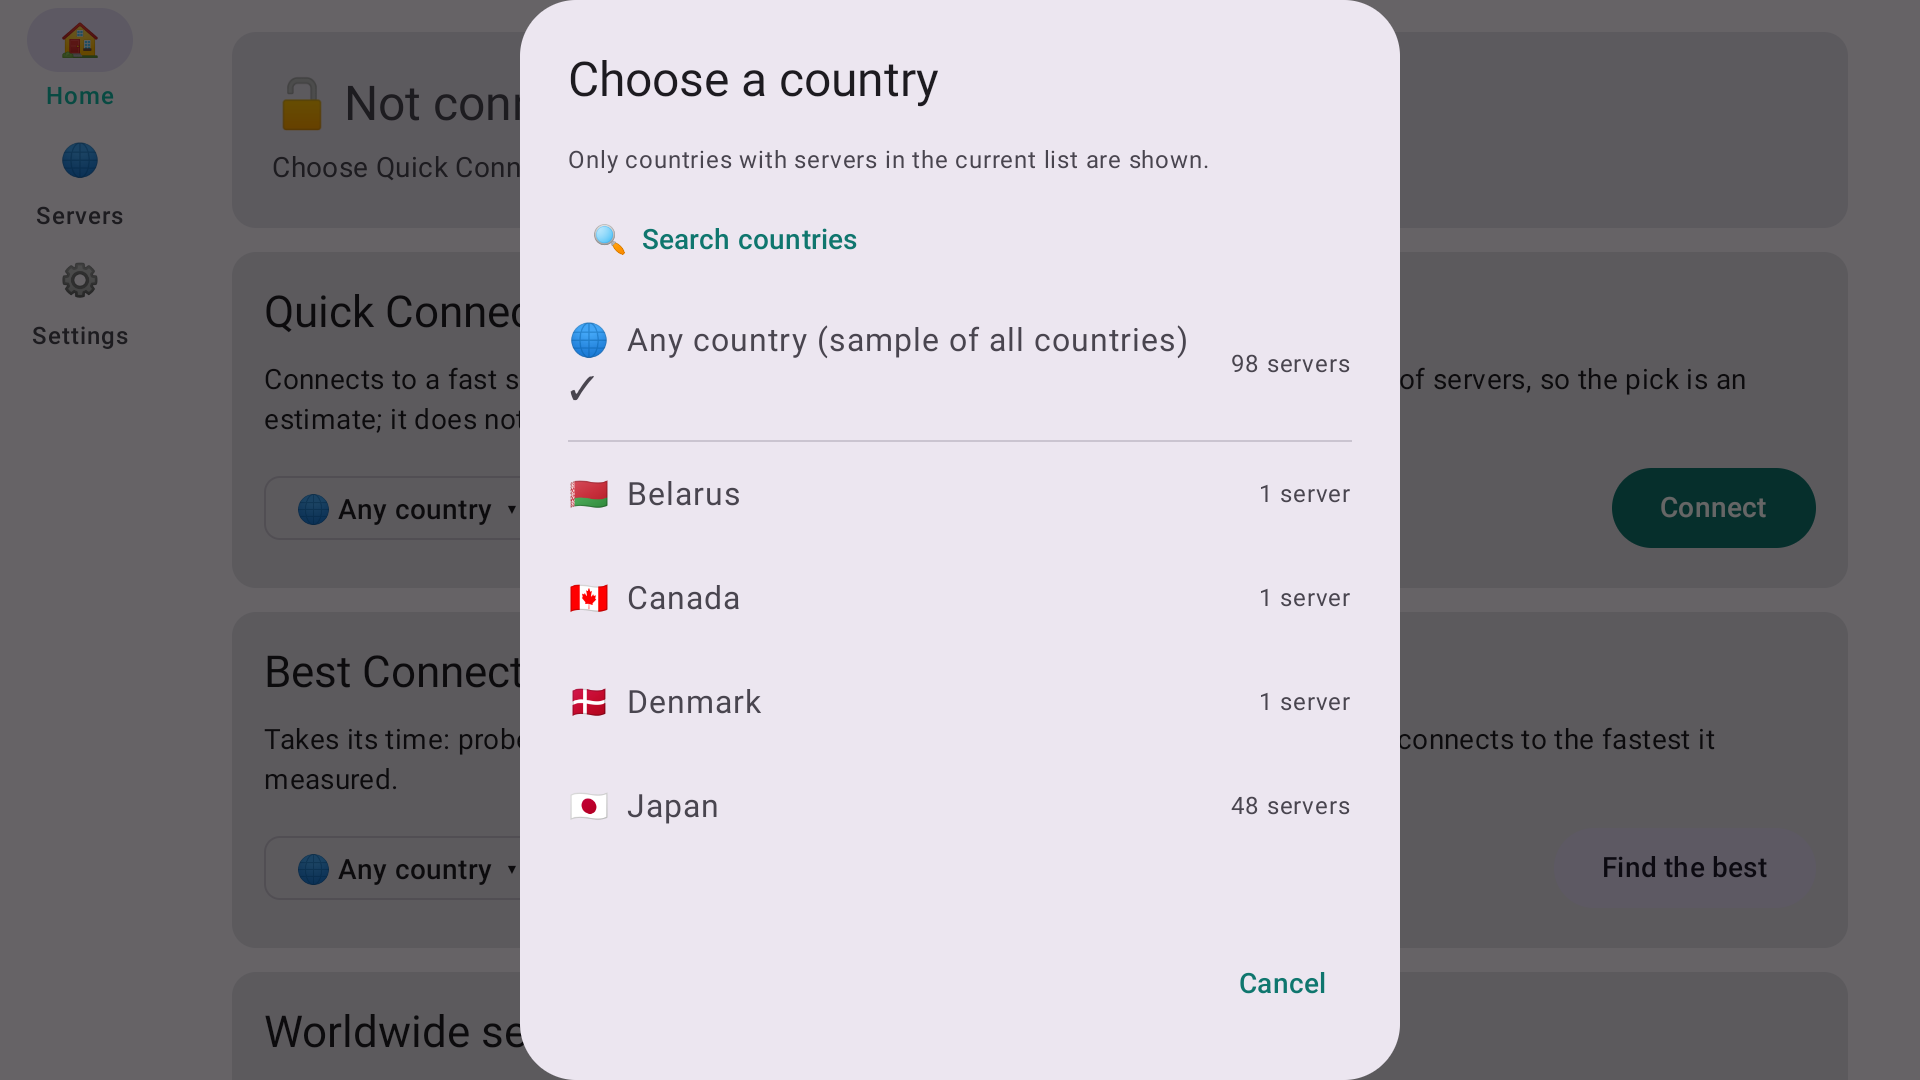 Home
Servers
Settings
Not conn
Choose Quick Conn
Quick Connec
Connects to a fast s
of servers, so the pick is an
estimate; it does not
Any country ▾
Connect
Best Connect
Takes its time: probe
connects to the fastest it
measured.
Any country ▾
Find the best
Worldwide se
Choose a country
Only countries with servers in the current list are shown.
Search countries
Any country (sample of all countries)
✓
98 servers
Belarus 1 server
Canada 1 server
Denmark 1 server
Japan 48 servers
Cancel